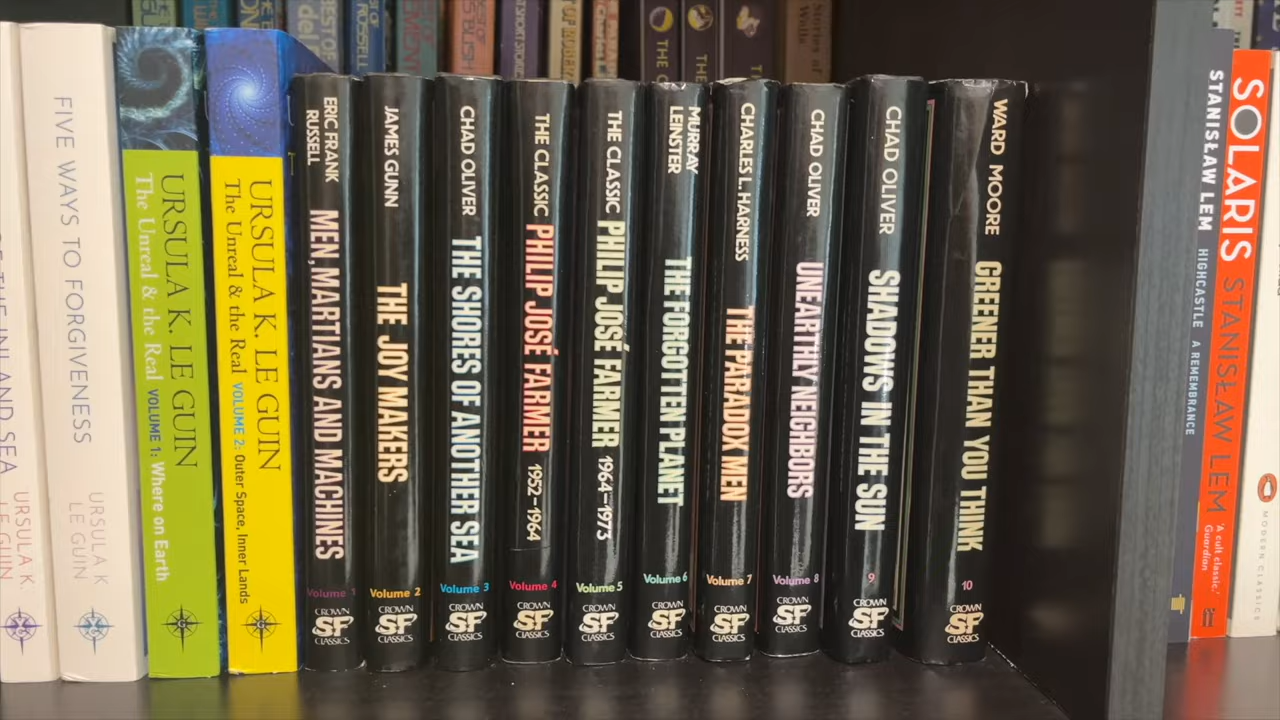 OF THE INLAND SEA
URSULA K
LE GUIN
FIVE WAYS TO FORGIVENESS
URSULA K
LE GUIN
URSULA K. LE GUIN
The Unreal & the Real VOLUME 1: Where on Earth
URSULA K. LE GUIN
The Unreal & the Real VOLUME 2: Outer Space, Inner Lands
ERIC FRANK
RUSSELL
MEN, MARTIANS AND MACHINES
Volume 1
CROWN
SF
CLASSICS
JAMES GUNN
THE JOY MAKERS
Volume 2
CROWN
SF
CLASSICS
CHAD OLIVER
THE SHORES OF ANOTHER SEA
Volume 3
CROWN
SF
CLASSICS
THE CLASSIC PHILIP JOSÉ FARMER 1952-1964
Volume 4
CROWN
SF
CLASSICS
THE CLASSIC PHILIP JOSÉ FARMER 1964-1973
Volume 5
CROWN
SF
CLASSICS
MURRAY
LEINSTER
THE FORGOTTEN PLANET
Volume 6
CROWN
SF
CLASSICS
CHARLES L. HARNESS
THE PARADOX MEN
Volume 7
CROWN
SF
CLASSICS
CHAD OLIVER
UNEARTHLY NEIGHBORS
Volume 8
CROWN
SF
CLASSICS
CHAD OLIVER
SHADOWS IN THE SUN
9
CROWN
SF
CLASSICS
WARD MOORE
GREENER THAN YOU THINK
10
CROWN
SF
CLASSICS
STANISŁAW LEM
HIGHCASTLE A REMEMBRANCE
SOLARIS STANISŁAW LEM
'A cult classic'
Guardian
MODERN CLASSICS
BEST OF
RUSSELL